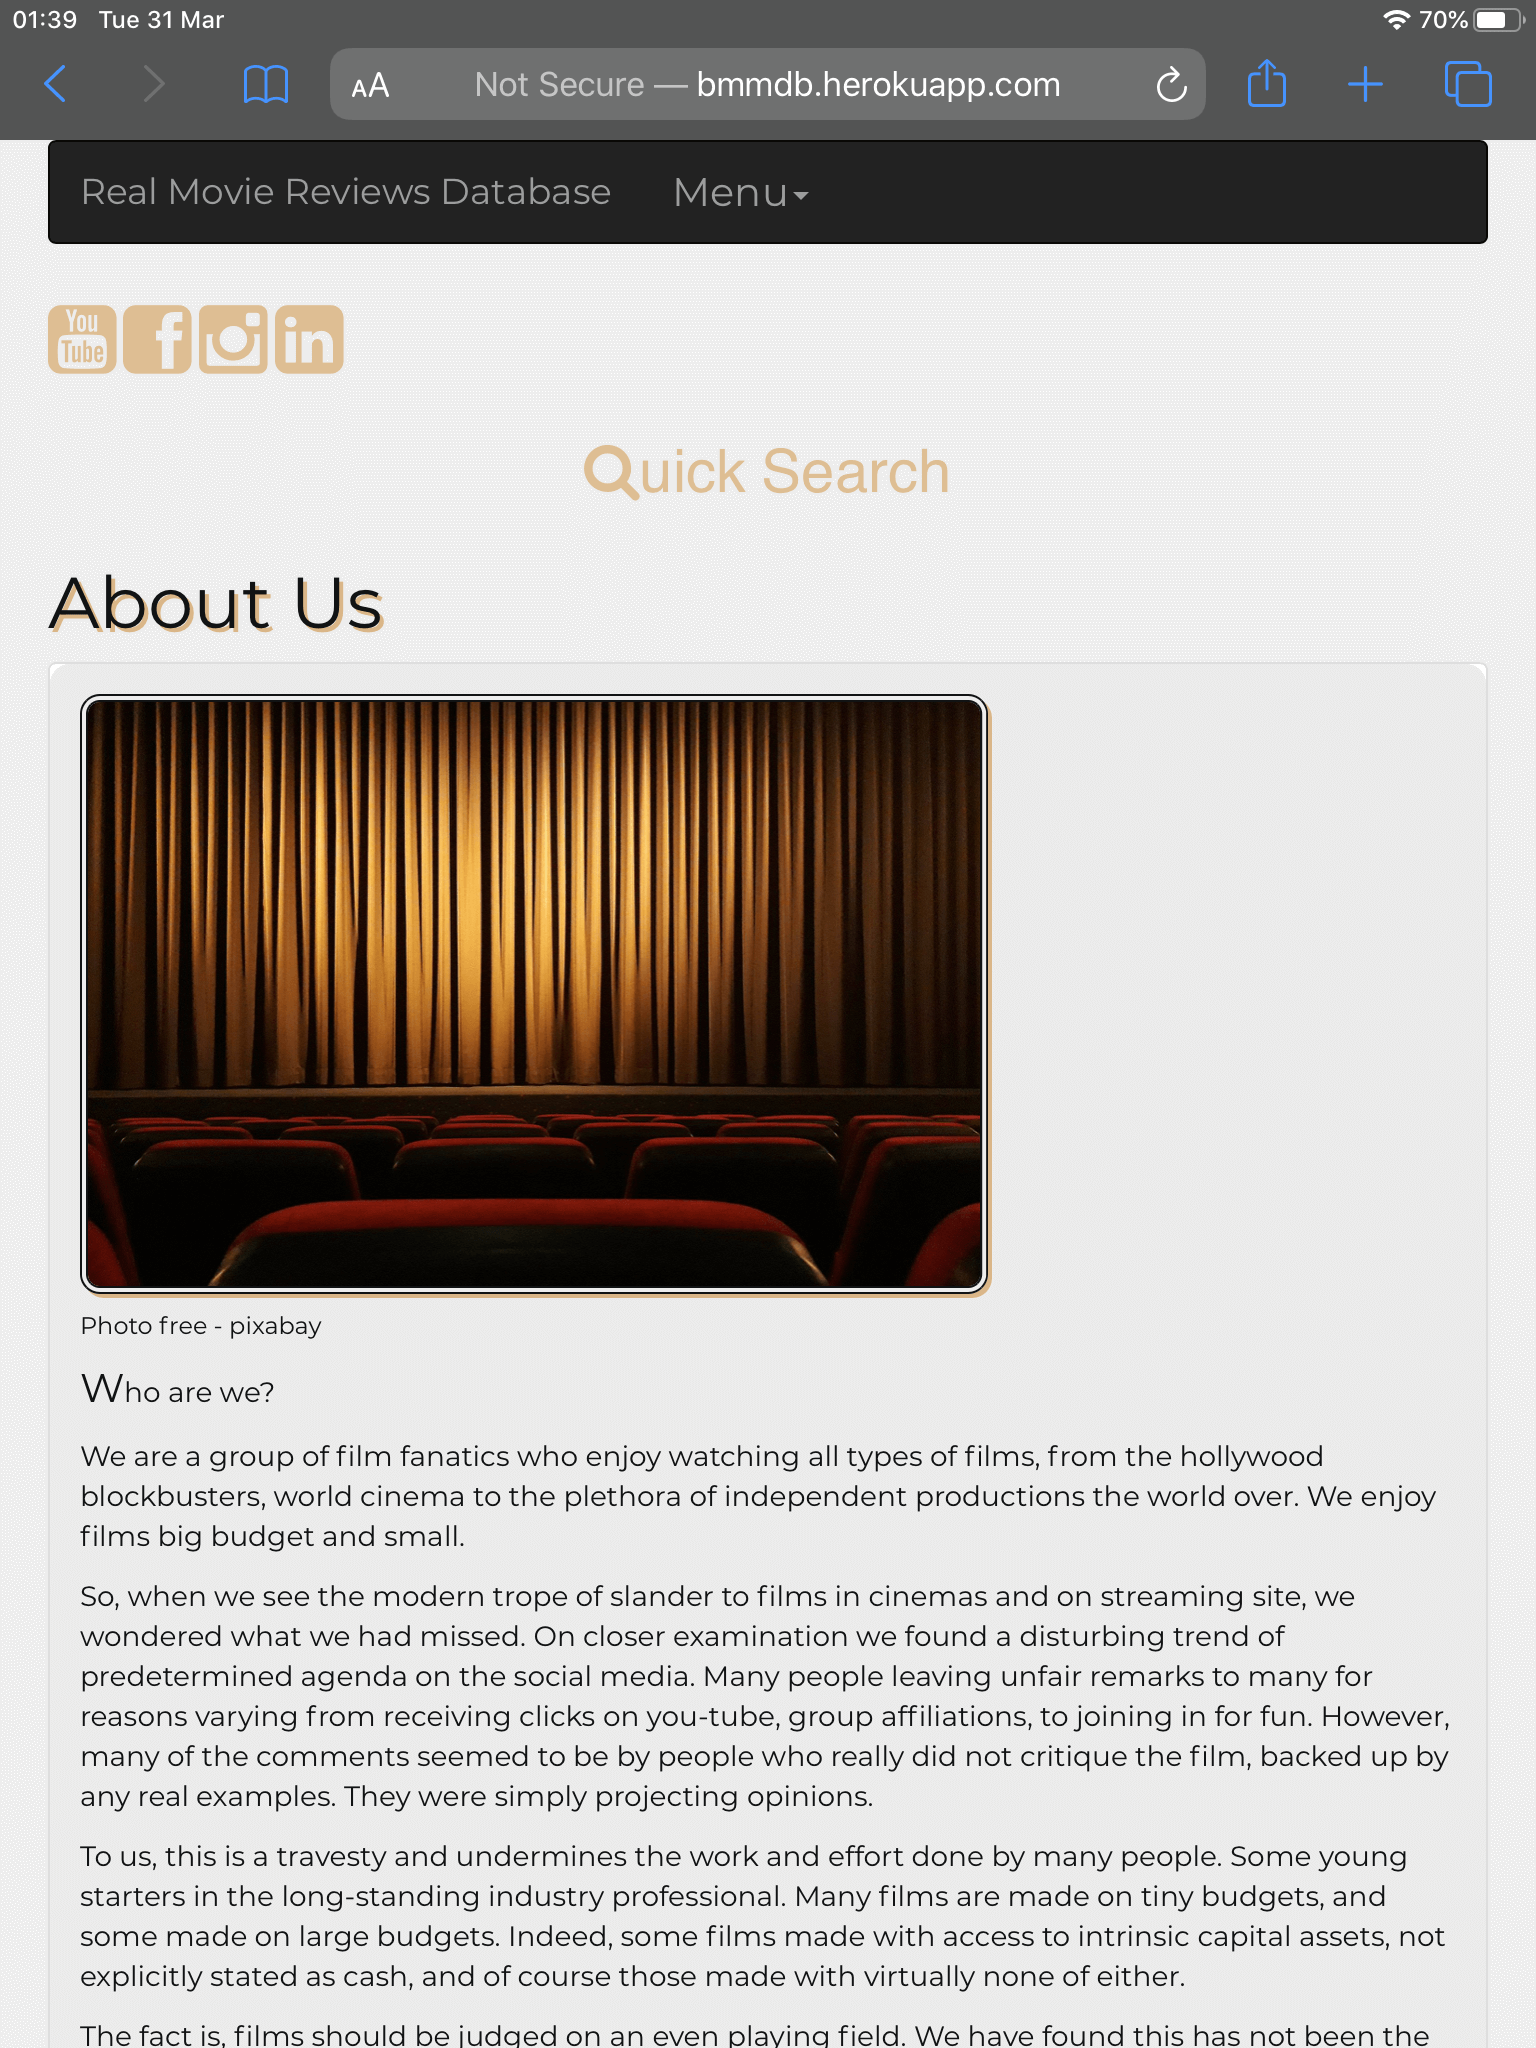 01:39 Tue 31 Mar 70%
AA Not Secure — bmmdb.herokuapp.com
Real Movie Reviews Database Menu
You
Tube f in
Quick Search
About Us
Photo free - pixabay
Who are we?
We are a group of film fanatics who enjoy watching all types of films, from the hollywood
blockbusters, world cinema to the plethora of independent productions the world over. We enjoy
films big budget and small.
So, when we see the modern trope of slander to films in cinemas and on streaming site, we
wondered what we had missed. On closer examination we found a disturbing trend of
predetermined agenda on the social media. Many people leaving unfair remarks to many for
reasons varying from receiving clicks on you-tube, group affiliations, to joining in for fun. However,
many of the comments seemed to be by people who really did not critique the film, backed up by
any real examples. They were simply projecting opinions.
To us, this is a travesty and undermines the work and effort done by many people. Some young
starters in the long-standing industry professional. Many films are made on tiny budgets, and
some made on large budgets. Indeed, some films made with access to intrinsic capital assets, not
explicitly stated as cash, and of course those made with virtually none of either.
The fact is, films should be judged on an even playing field. We have found this has not been the